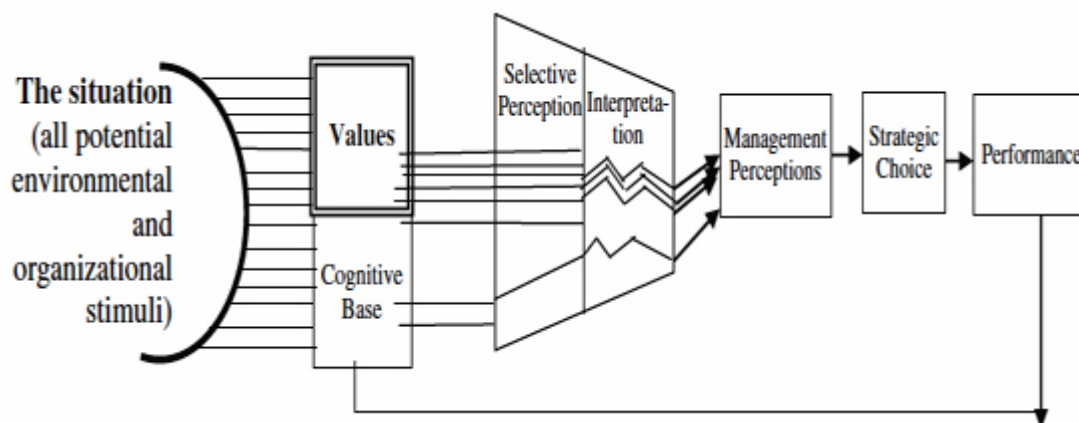 The situation
(all potential
environmental
and
organizational
stimuli)
Values
Cognitive
Base
Selective
Perception
Interpreta-
tion
Management
Perceptions
Strategic
Choice
Performance